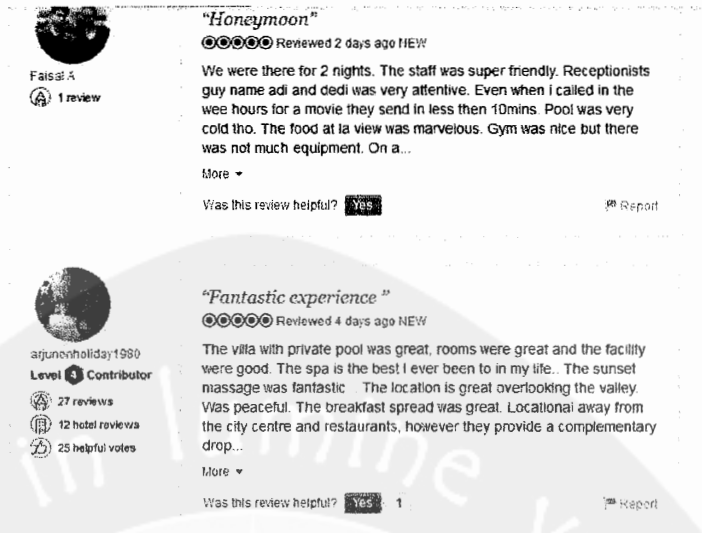 “Honeymoon”
Reviewed 2 days ago NEW
Faisal A
1 review
We were there for 2 nights. The staff was super friendly. Receptionists
guy name adi and dedi was very attentive. Even when i called in the
wee hours for a movie they send in less then 10mins. Pool was very
cold tho. The food at la view was marvelous. Gym was nice but there
was not much equipment. On a...
More
Was this review helpful? Yes
Report
“Fantastic experience ”
Reviewed 4 days ago NEW
arjunonholiday1980
Level 4 Contributor
27 reviews
12 hotel reviews
25 helpful votes
The villa with private pool was great, rooms were great and the facility
were good. The spa is the best I ever been to in my life.. The sunset
massage was fantastic  The location is great overlooking the valley.
Was peaceful. The breakfast spread was great. Locational away from
the city centre and restaurants, however they provide a complementary
drop...
More
Was this review helpful? Yes 1
Report
in lumine